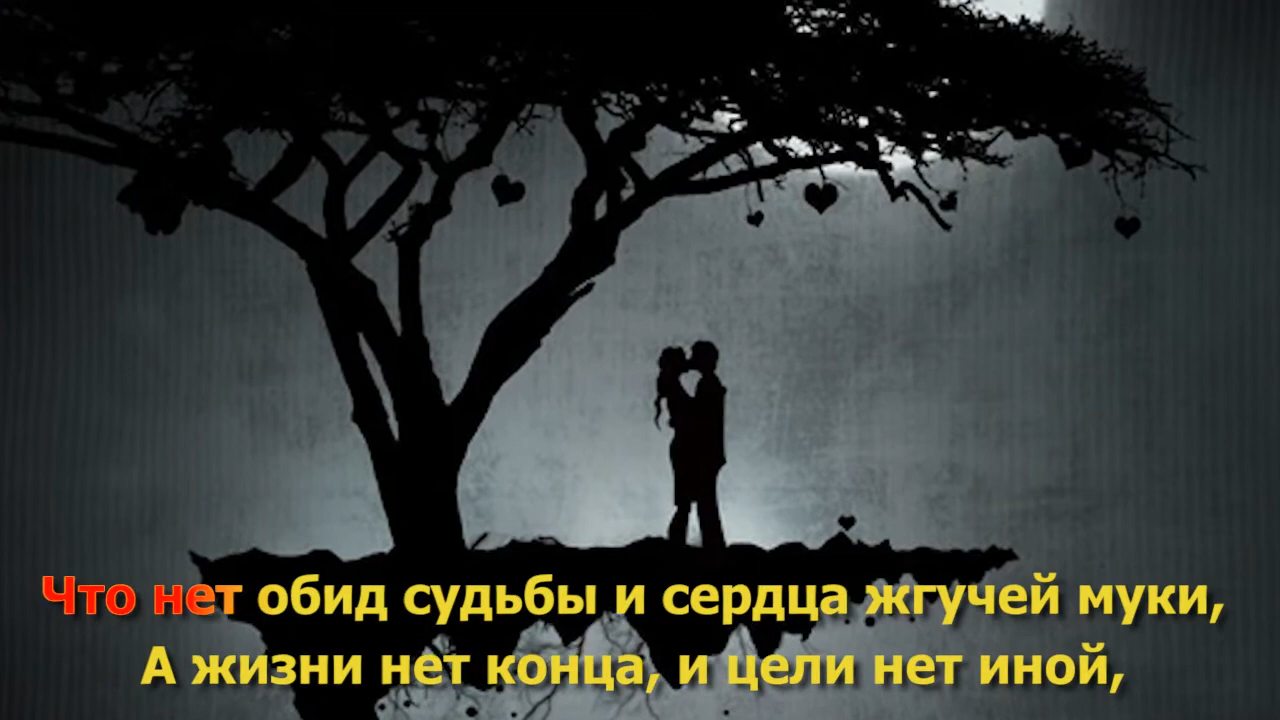 Что нет обид судьбы и сердца жгучей муки,
А жизни нет конца, и цели нет иной,